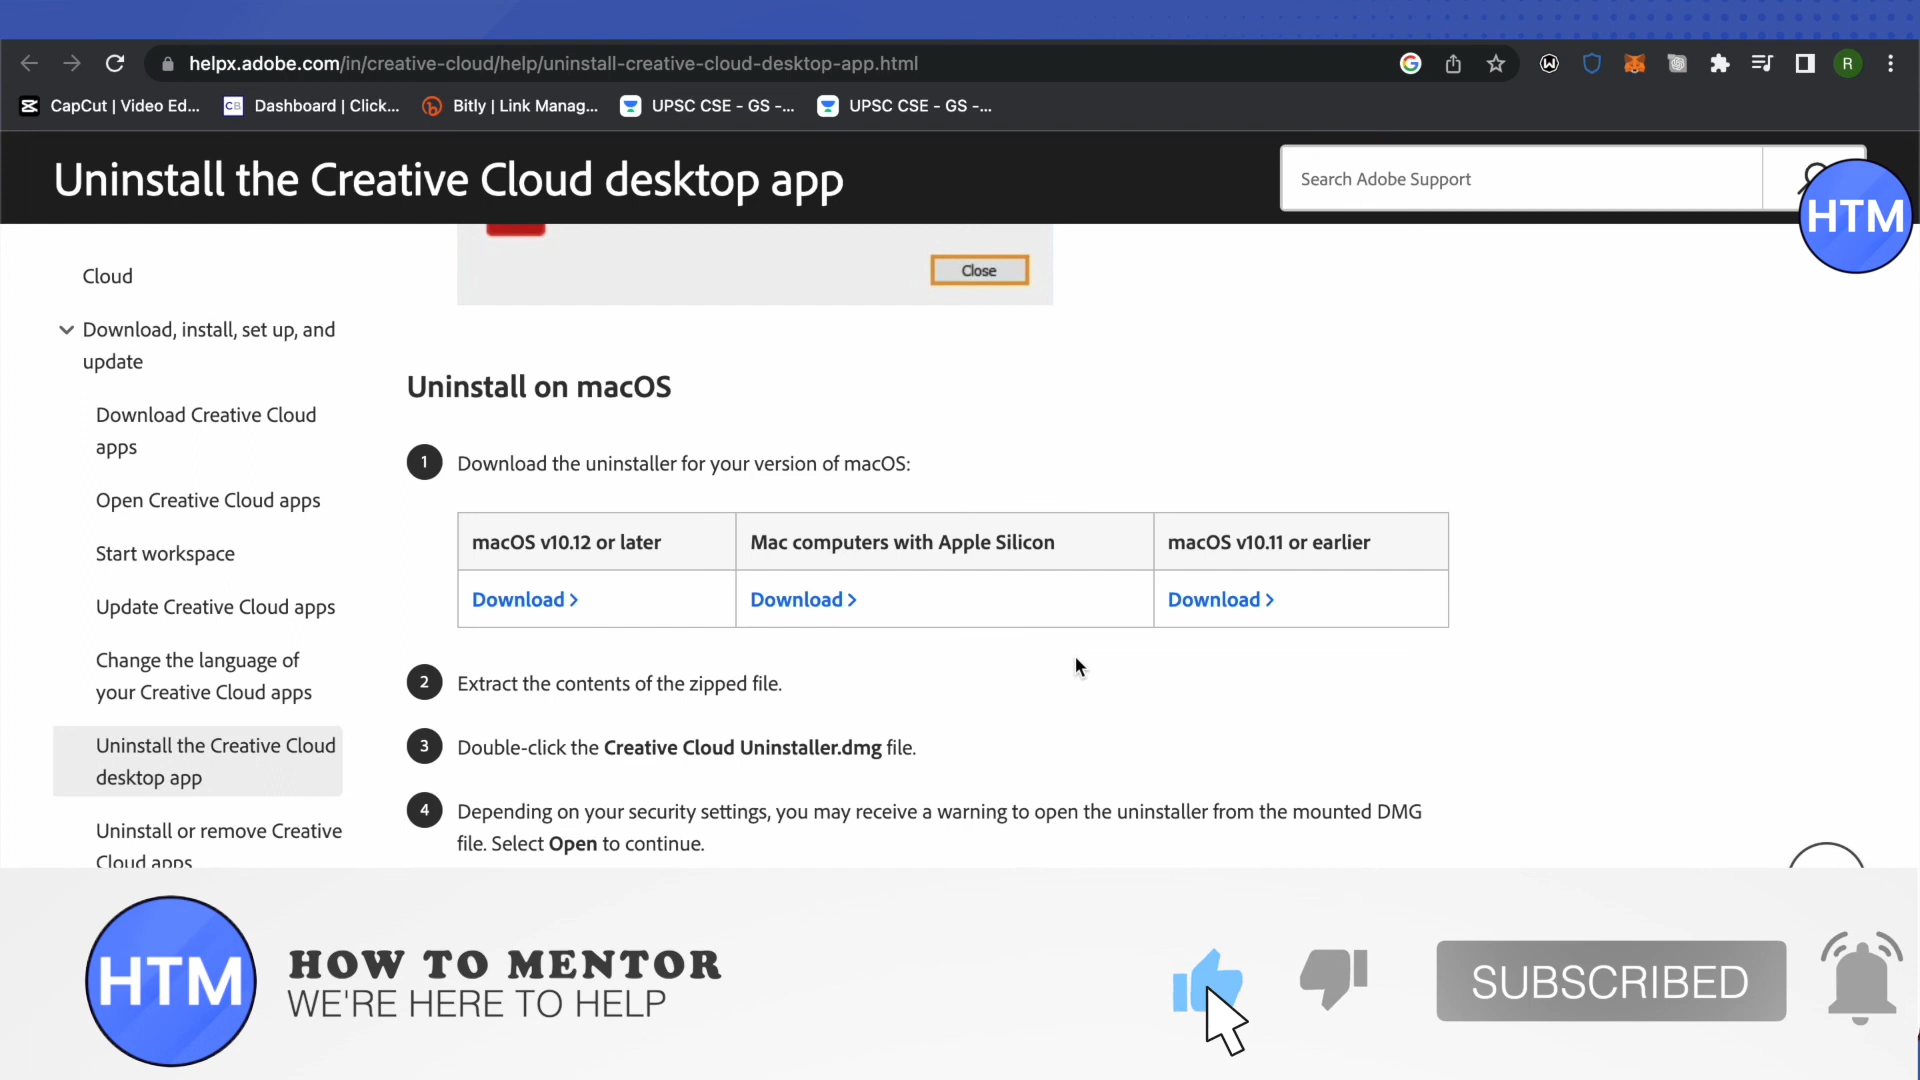 helpx.adobe.com/in/creative-cloud/help/uninstall-creative-cloud-desktop-app.html
R
CapCut | Video Ed...
CB
Dashboard | Click...
Bitly | Link Manag...
UPSC CSE - GS -...
UPSC CSE - GS -...
Uninstall the Creative Cloud desktop app
Search Adobe Support
HTM
Cloud
Download, install, set up, and
update
Download Creative Cloud
apps
Open Creative Cloud apps
Start workspace
Update Creative Cloud apps
Change the language of
your Creative Cloud apps
Uninstall the Creative Cloud
desktop app
Uninstall or remove Creative
Cloud apps
Close
Uninstall on macOS
1 Download the uninstaller for your version of macOS:
macOS v10.12 or later
Mac computers with Apple Silicon
macOS v10.11 or earlier
Download >
Download >
Download >
2 Extract the contents of the zipped file.
3 Double-click the Creative Cloud Uninstaller.dmg file.
4 Depending on your security settings, you may receive a warning to open the uninstaller from the mounted DMG
file. Select Open to continue.
HTM
HOW TO MENTOR
WE'RE HERE TO HELP
SUBSCRIBED